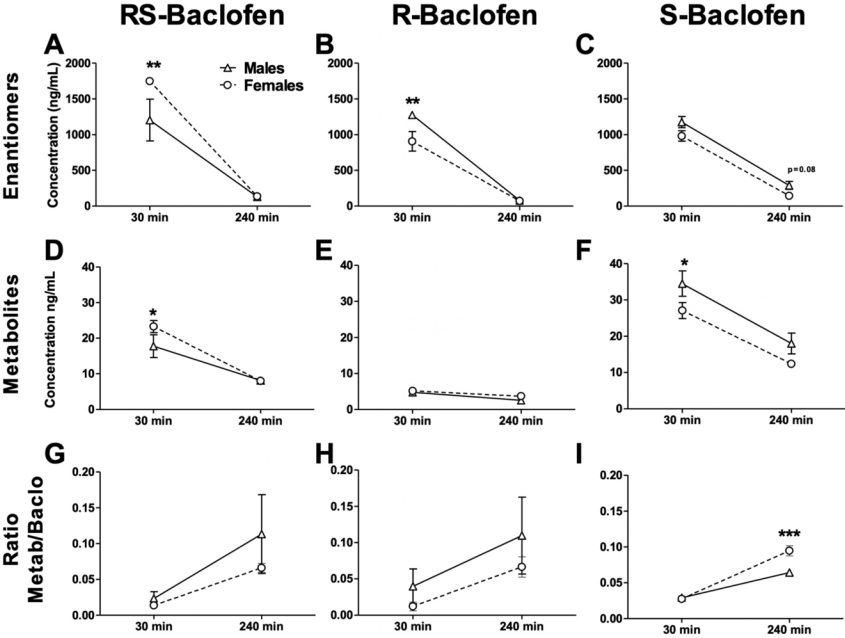 RS-Baclofen R-Baclofen S-Baclofen
Enantiomers
A
Concentration (ng/mL)
2000
1500
1000
500
0
**
Males
Females
30 min 240 min
B
2000
1500
1000
500
0
**
30 min 240 min
C
2000
1500
1000
500
0
p=0.08
30 min 240 min
Metabolites
D
Concentration ng/mL
40
30
20
10
0
*
30 min 240 min
E
40
30
20
10
0
30 min 240 min
F
40
30
20
10
0
*
30 min 240 min
Ratio
Metab/Baclo
G
0.20
0.15
0.10
0.05
0.00
30 min 240 min
H
0.20
0.15
0.10
0.05
0.00
30 min 240 min
I
0.20
0.15
0.10
0.05
0.00
***
30 min 240 min